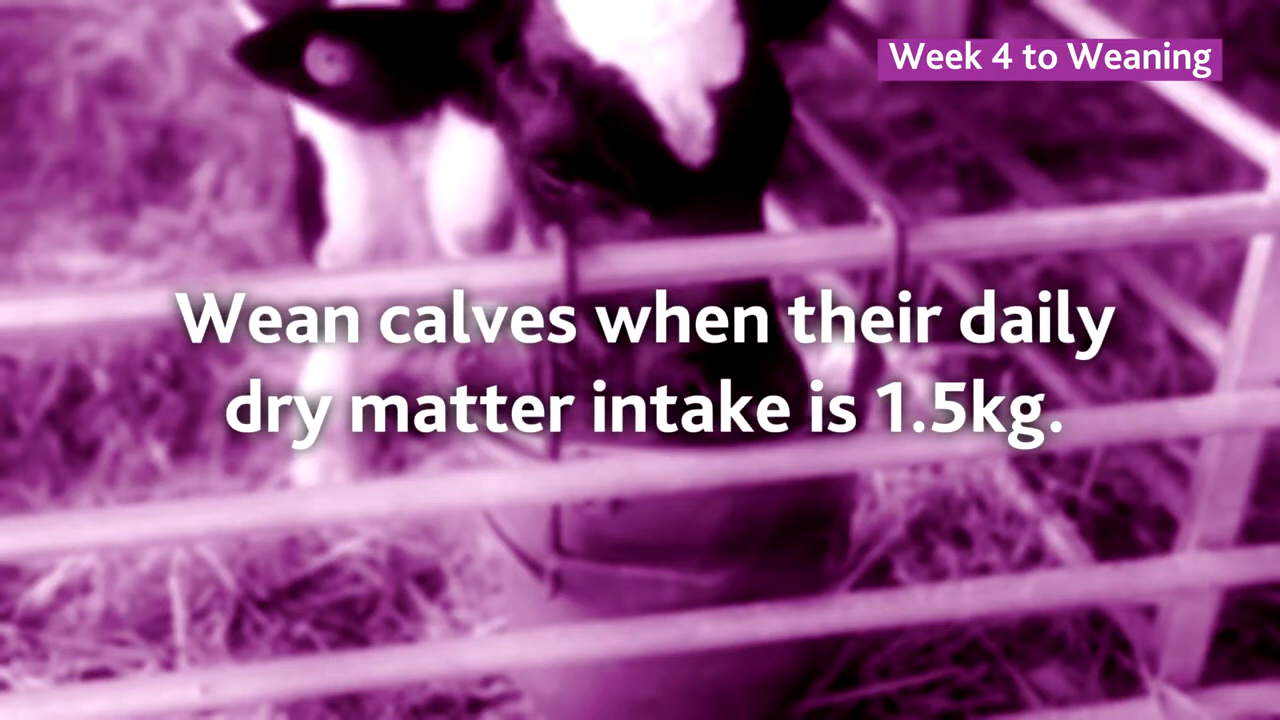 Week 4 to Weaning
Wean calves when their daily
dry matter intake is 1.5kg.